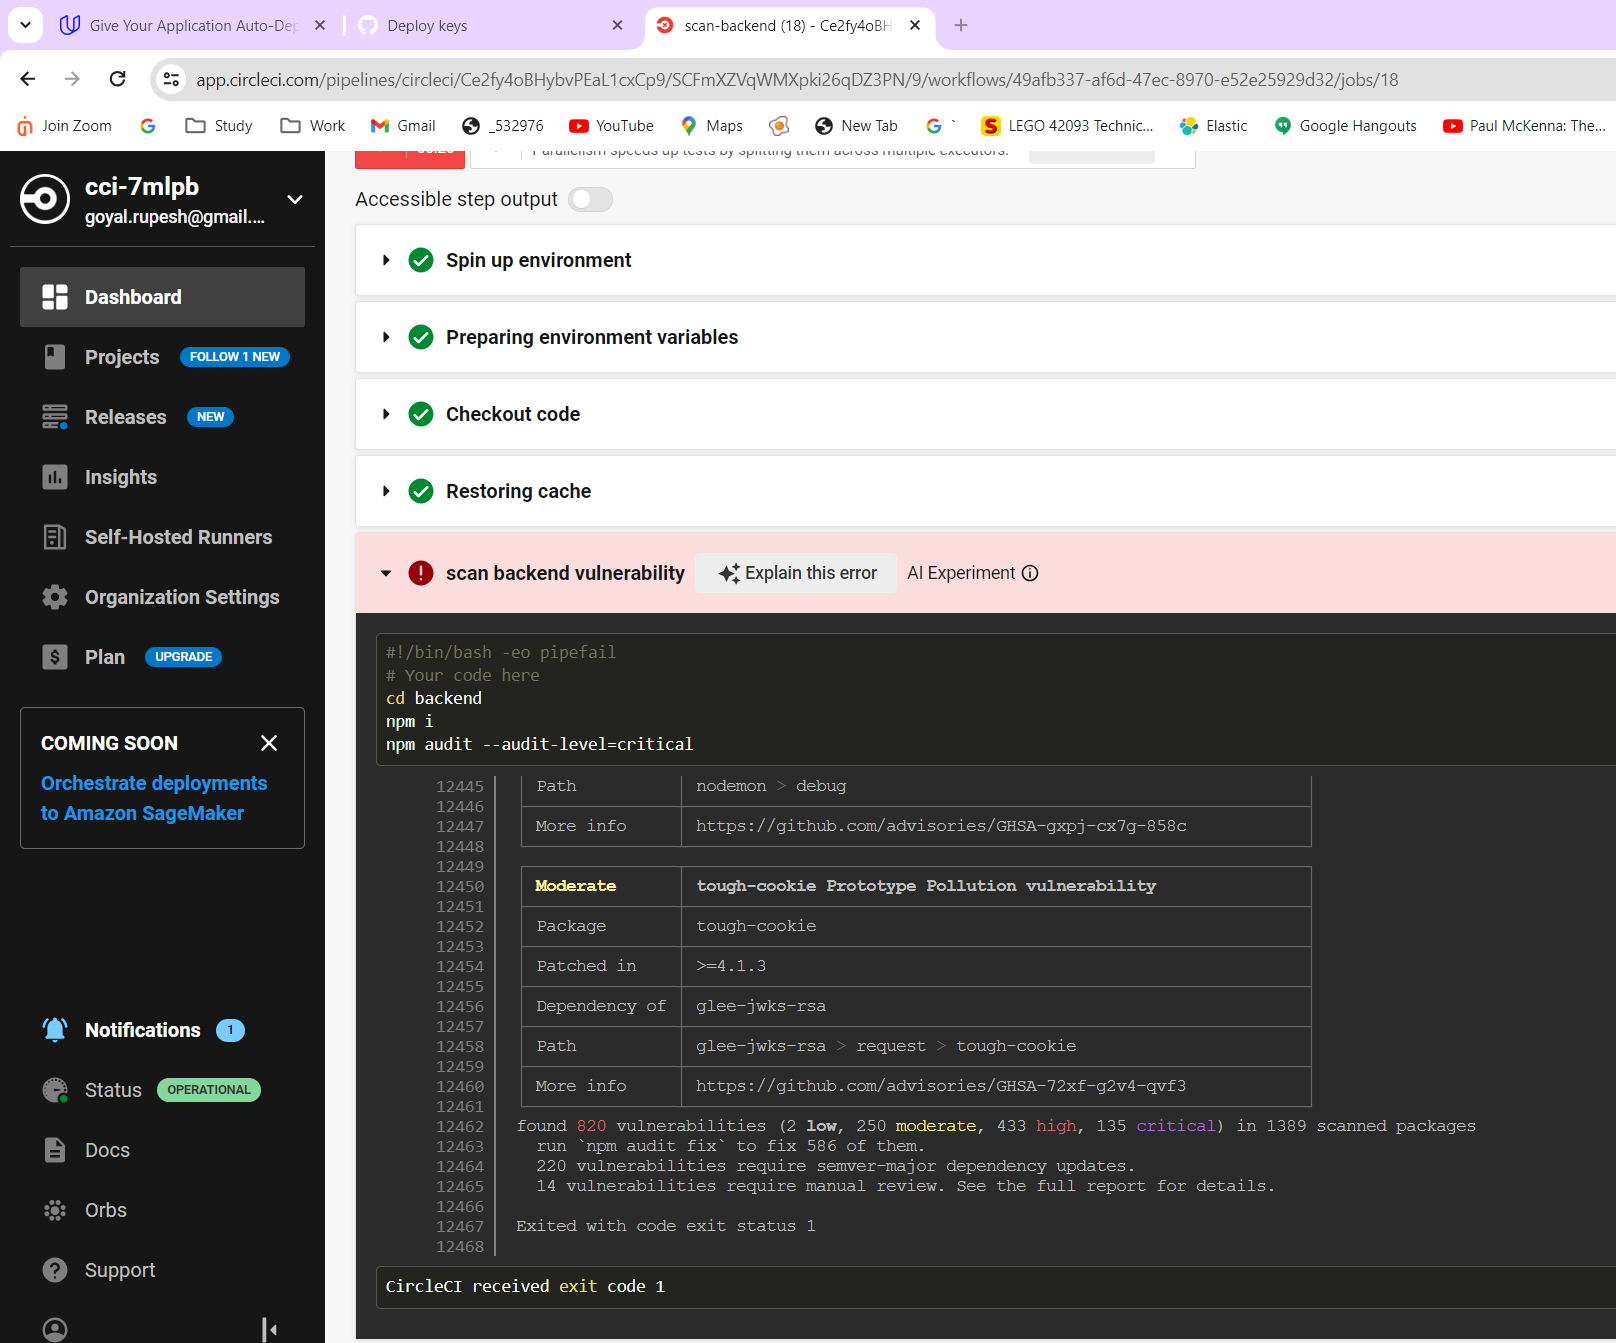 Give Your Application Auto-Dep
Deploy keys
scan-backend (18) - Ce2fy4oBH
app.circleci.com/pipelines/circleci/Ce2fy4oBHybvPEaL1cxCp9/SCFmXZVqWMXpki26qDZ3PN/9/workflows/49afb337-af6d-47ec-8970-e52e25929d32/jobs/18
Join Zoom
Study
Work
Gmail
_532976
YouTube
Maps
New Tab
`
LEGO 42093 Technic...
Elastic
Google Hangouts
Paul McKenna: The...
cci-7mlpb
goyal.rupesh@gmail....
Dashboard
Projects FOLLOW 1 NEW
Releases NEW
Insights
Self-Hosted Runners
Organization Settings
Plan UPGRADE
COMING SOON
Orchestrate deployments
to Amazon SageMaker
Notifications 1
Status OPERATIONAL
Docs
Orbs
Support
Parallelism speeds up tests by splitting them across multiple executors.
Accessible step output
Spin up environment
Preparing environment variables
Checkout code
Restoring cache
scan backend vulnerability Explain this error AI Experiment
#!/bin/bash -eo pipefail
# Your code here
cd backend
npm i
npm audit --audit-level=critical
12445 Path nodemon > debug
12446
12447 More info https://github.com/advisories/GHSA-gxpj-cx7g-858c
12448
12449
12450 Moderate tough-cookie Prototype Pollution vulnerability
12451
12452 Package tough-cookie
12453
12454 Patched in >=4.1.3
12455
12456 Dependency of glee-jwks-rsa
12457
12458 Path glee-jwks-rsa > request > tough-cookie
12459
12460 More info https://github.com/advisories/GHSA-72xf-g2v4-qvf3
12461
12462 found 820 vulnerabilities (2 low, 250 moderate, 433 high, 135 critical) in 1389 scanned packages
12463 run `npm audit fix` to fix 586 of them.
12464 220 vulnerabilities require semver-major dependency updates.
12465 14 vulnerabilities require manual review. See the full report for details.
12466
12467 Exited with code exit status 1
12468
CircleCI received exit code 1